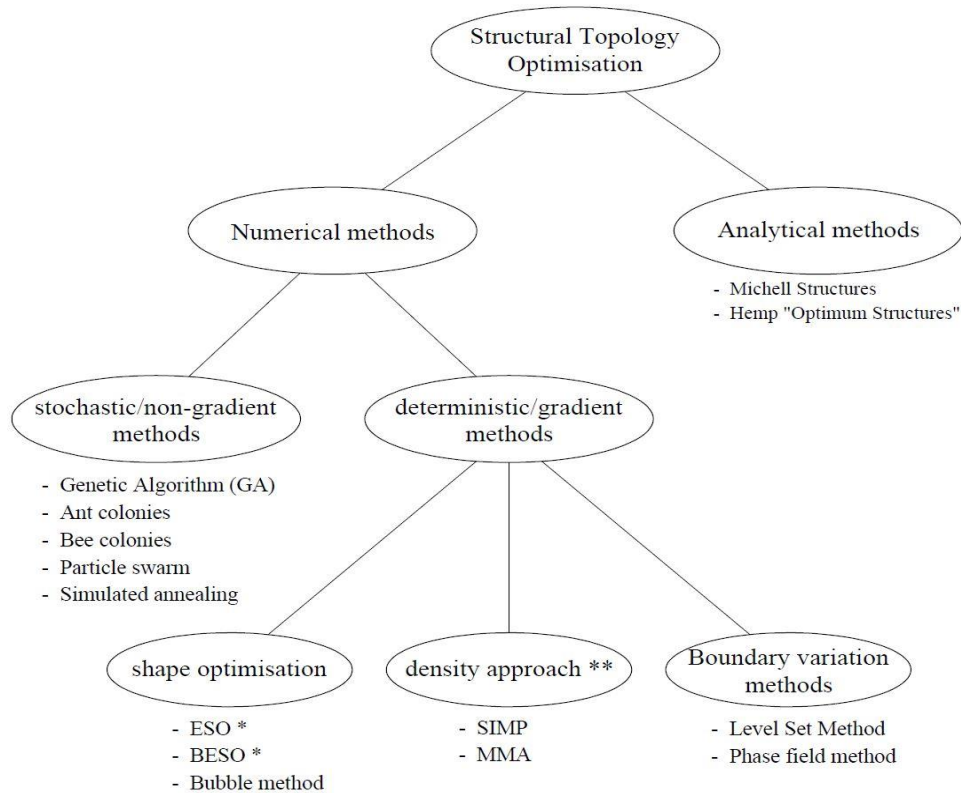 Structural Topology
Optimisation
Numerical methods
Analytical methods
- Michell Structures
- Hemp "Optimum Structures"
stochastic/non-gradient
methods
- Genetic Algorithm (GA)
- Ant colonies
- Bee colonies
- Particle swarm
- Simulated annealing
deterministic/gradient
methods
shape optimisation
- ESO *
- BESO *
- Bubble method
density approach **
- SIMP
- MMA
Boundary variation
methods
- Level Set Method
- Phase field method